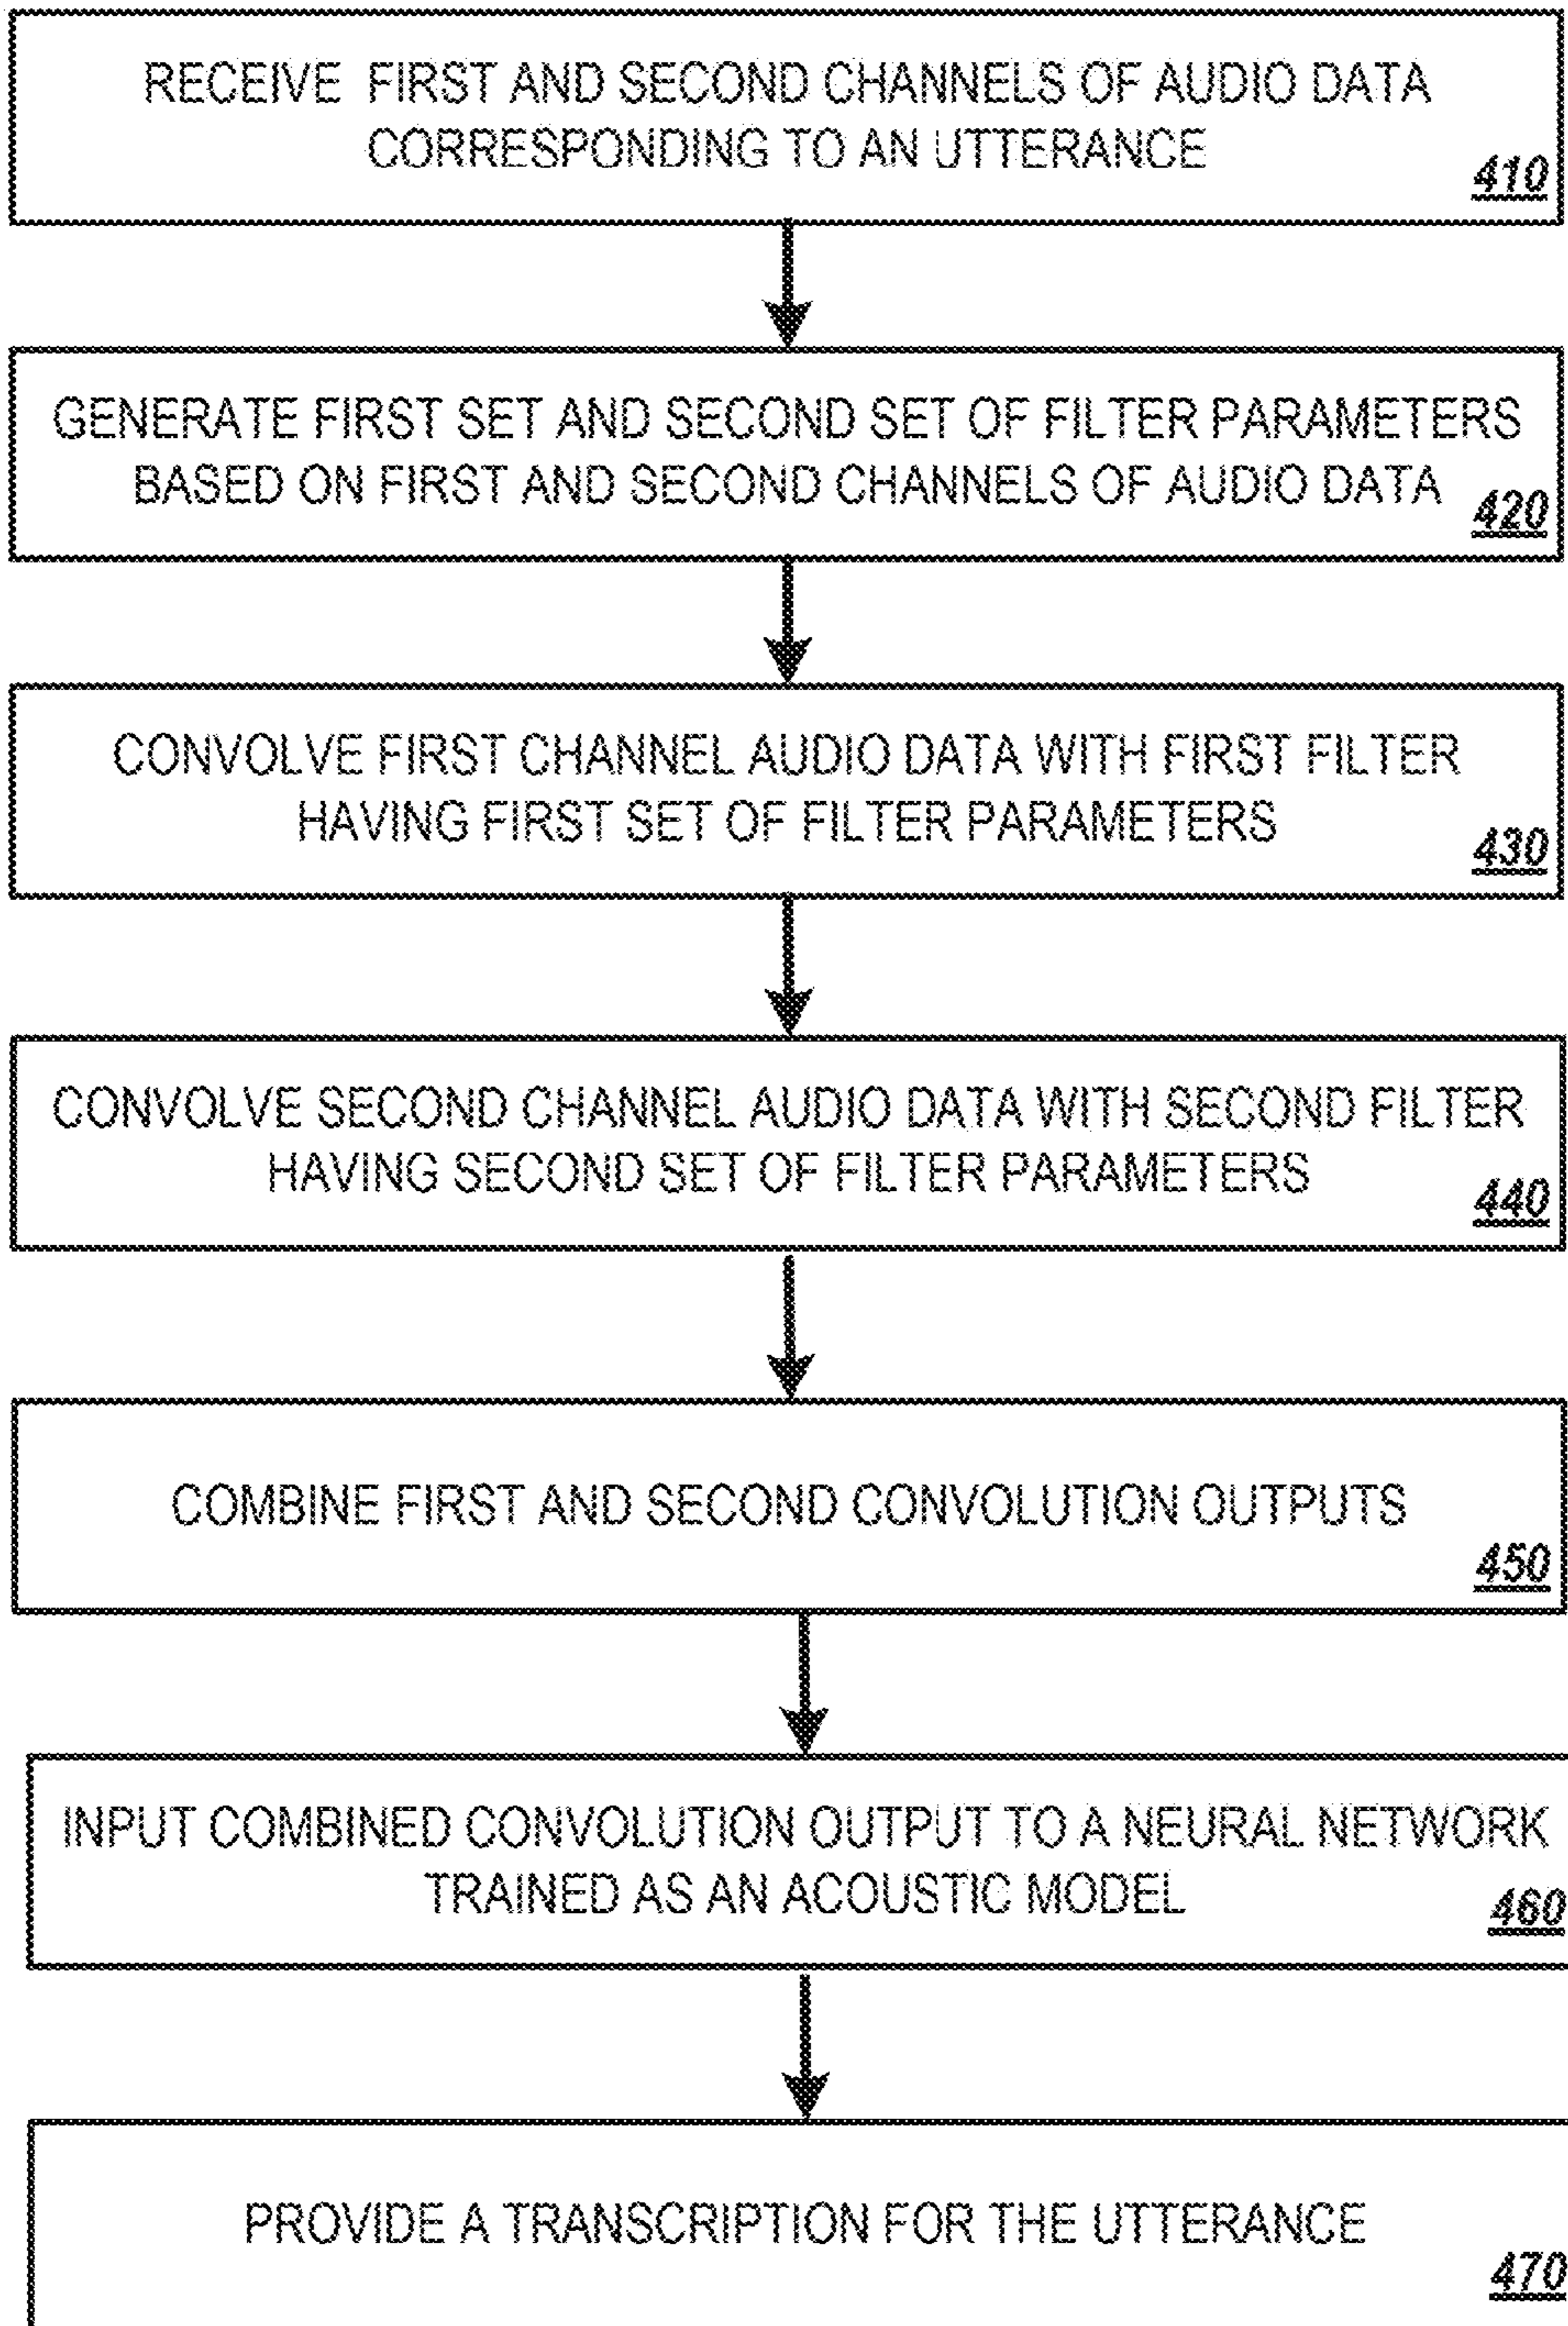 RECEIVE FIRST AND SECOND CHANNELS OF AUDIO DATA
CORRESPONDING TO AN UTTERANCE
410
GENERATE FIRST SET AND SECOND SET OF FILTER PARAMETERS
BASED ON FIRST AND SECOND CHANNELS OF AUDIO DATA
420
CONVOLVE FIRST CHANNEL AUDIO DATA WITH FIRST FILTER
HAVING FIRST SET OF FILTER PARAMETERS
430
CONVOLVE SECOND CHANNEL AUDIO DATA WITH SECOND FILTER
HAVING SECOND SET OF FILTER PARAMETERS
440
COMBINE FIRST AND SECOND CONVOLUTION OUTPUTS
450
INPUT COMBINED CONVOLUTION OUTPUT TO A NEURAL NETWORK
TRAINED AS AN ACOUSTIC MODEL
460
PROVIDE A TRANSCRIPTION FOR THE UTTERANCE
470